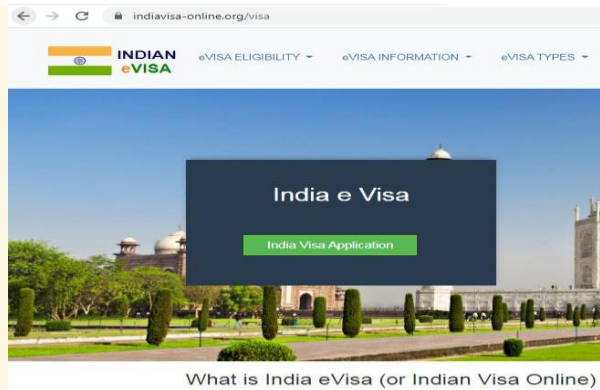 indiavisa-online.org/visa
INDIAN
eVISA
eVISA ELIGIBILITY
eVISA INFORMATION
eVISA TYPES
India e Visa
India Visa Application
What is India eVisa (or Indian Visa Online)